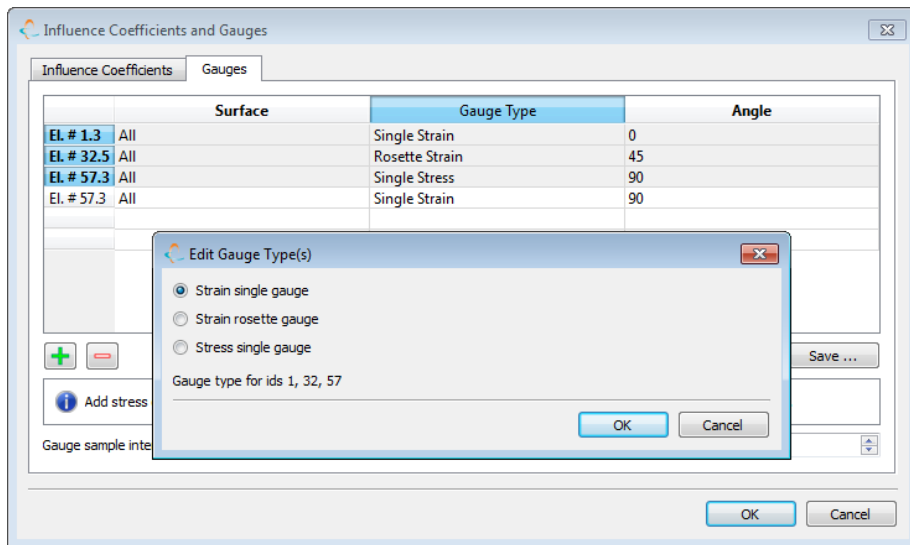 Influence Coefficients and Gauges
Influence Coefficients Gauges
Surface Gauge Type Angle
El. # 1.3 All Single Strain 0
El. # 32.5 All Rosette Strain 45
El. # 57.3 All Single Stress 90
El. # 57.3 All Single Strain 90
Edit Gauge Type(s)
Strain single gauge
Strain rosette gauge
Stress single gauge
Save ...
Gauge type for ids 1, 32, 57
Add stress
OK Cancel
Gauge sample inte
OK Cancel